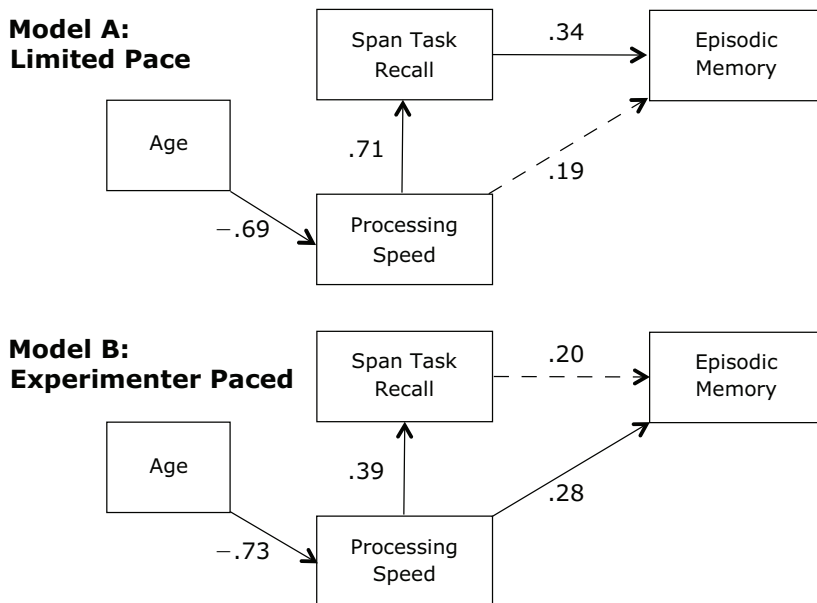 Model A:
Limited Pace
Span Task
Recall
.34
Episodic
Memory
Age
.71
.19
−.69
Processing
Speed
Model B:
Experimenter Paced
Span Task
Recall
.20
Episodic
Memory
Age
.39
.28
−.73
Processing
Speed